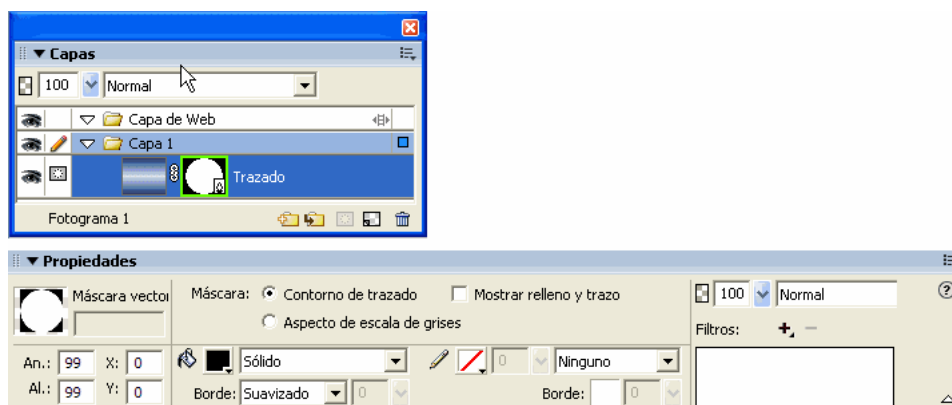 Capas
100 Normal
Capa de Web
Capa 1
Trazado
Fotograma 1
Propiedades
Máscara vector
Máscara: Contorno de trazado Mostrar relleno y trazo
Aspecto de escala de grises
100 Normal
Filtros:
An.: 99 X: 0
Sólido 0 Ninguno
Al.: 99 Y: 0
Borde: Suavizado 0 Borde: 0